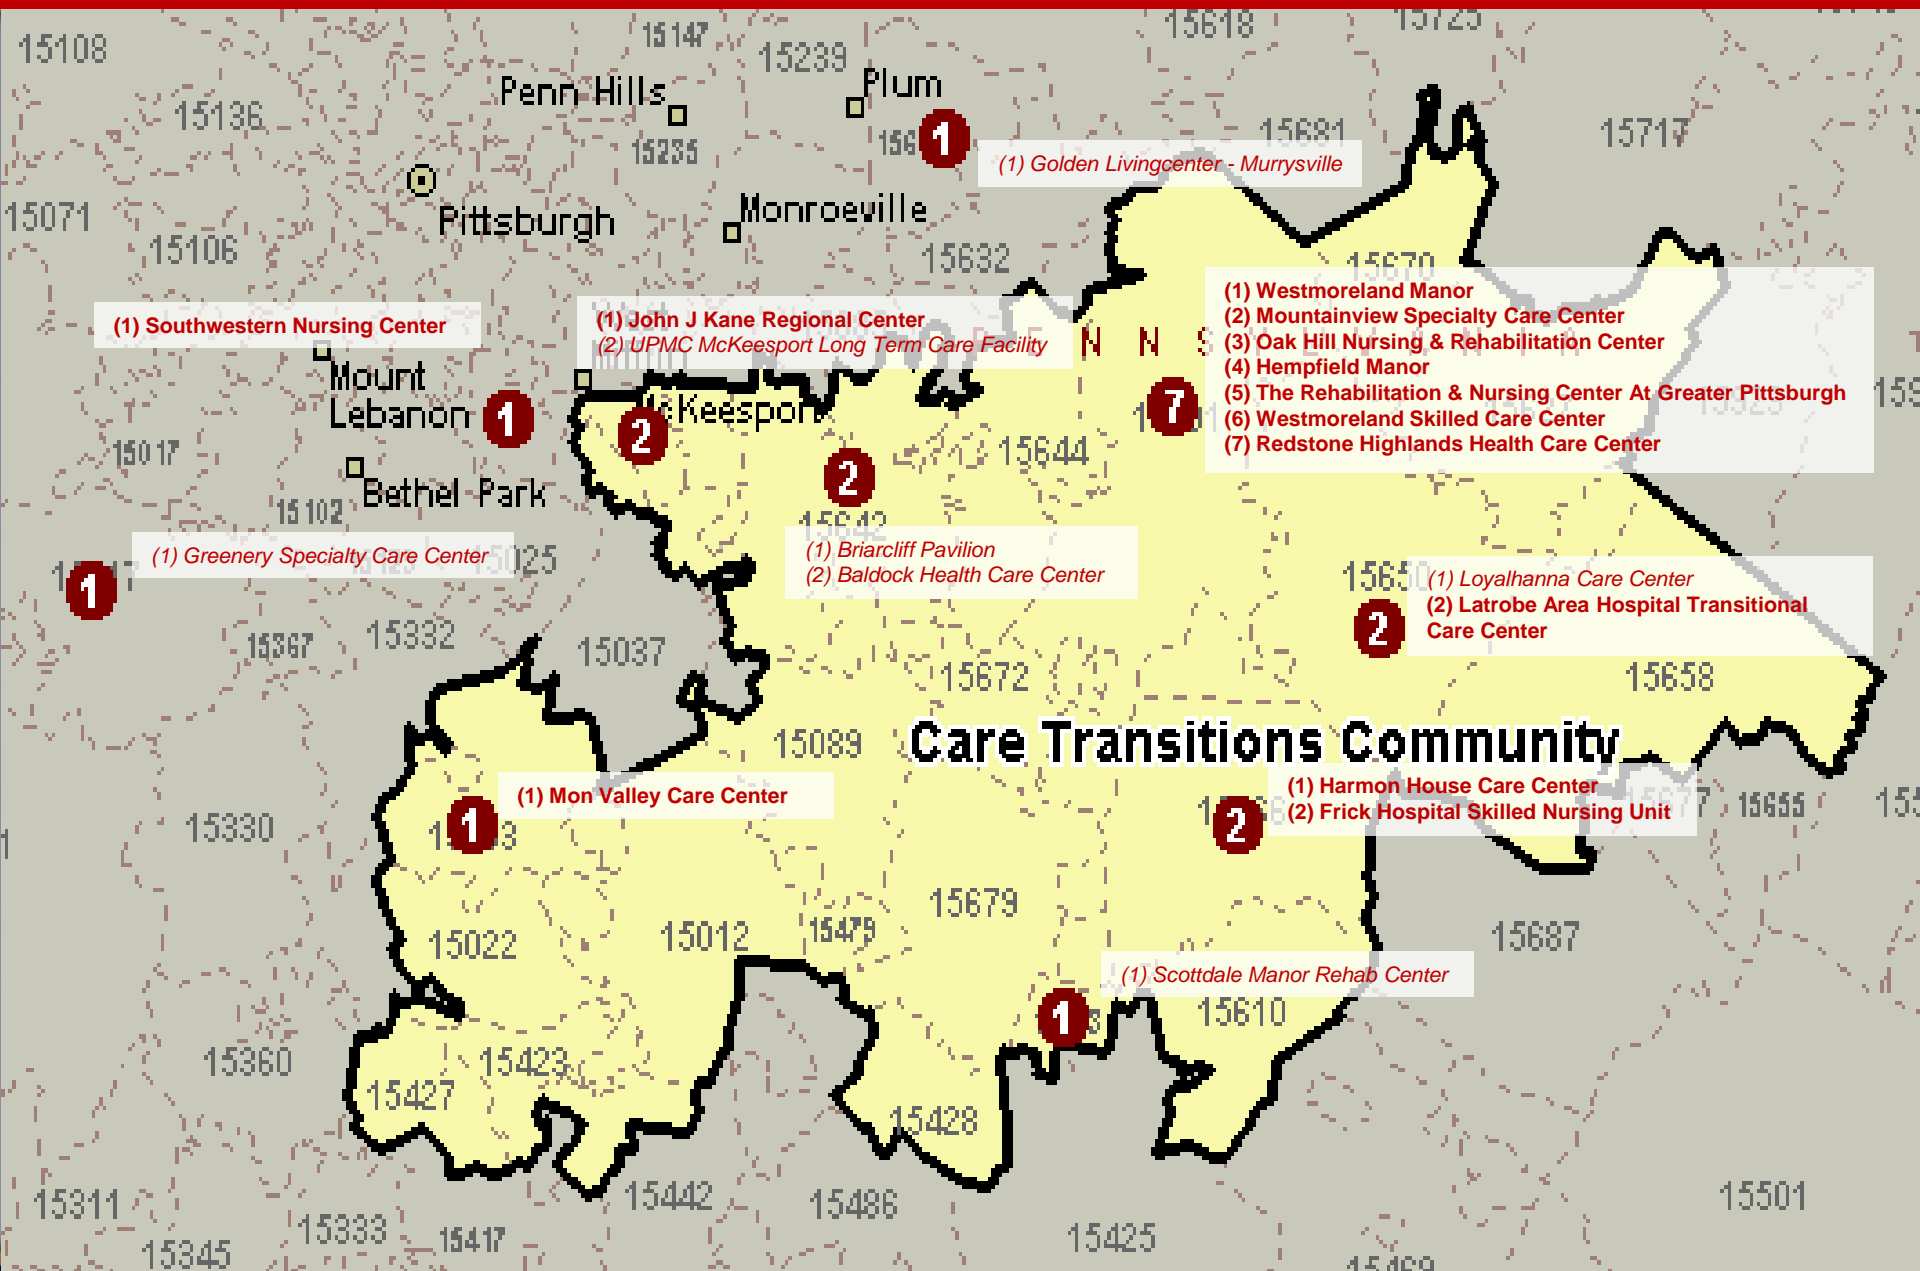 15618
15725
15108
15147
15239
Plum
Penn Hills
15136
15681
15717
15235
1
(1) Golden Livingcenter - Murrysville
15071
Pittsburgh
Monroeville
15106
15632
15670
(1) Southwestern Nursing Center
(1) John J Kane Regional Center
(2) UPMC McKeesport Long Term Care Facility
(1) Westmoreland Manor
(2) Mountainview Specialty Care Center
(3) Oak Hill Nursing & Rehabilitation Center
(4) Hempfield Manor
(5) The Rehabilitation & Nursing Center At Greater Pittsburgh
(6) Westmoreland Skilled Care Center
(7) Redstone Highlands Health Care Center
7
Mount
Lebanon
1
McKeesport
2
15017
15644
Bethel Park
2
15102
15642
(1) Greenery Specialty Care Center
15025
(1) Briarcliff Pavilion
(2) Baldock Health Care Center
1
15650
(1) Loyalhanna Care Center
(2) Latrobe Area Hospital Transitional
Care Center
2
15367
15332
15037
15672
15658
15089
Care Transitions Community
(1) Mon Valley Care Center
(1) Harmon House Care Center
(2) Frick Hospital Skilled Nursing Unit
15677
15655
15330
1
2
15679
15022
15012
15479
15687
(1) Scottdale Manor Rehab Center
1
15610
15360
15423
15427
15428
15311
15442
15486
15501
15333
15417
15425
15345
15469